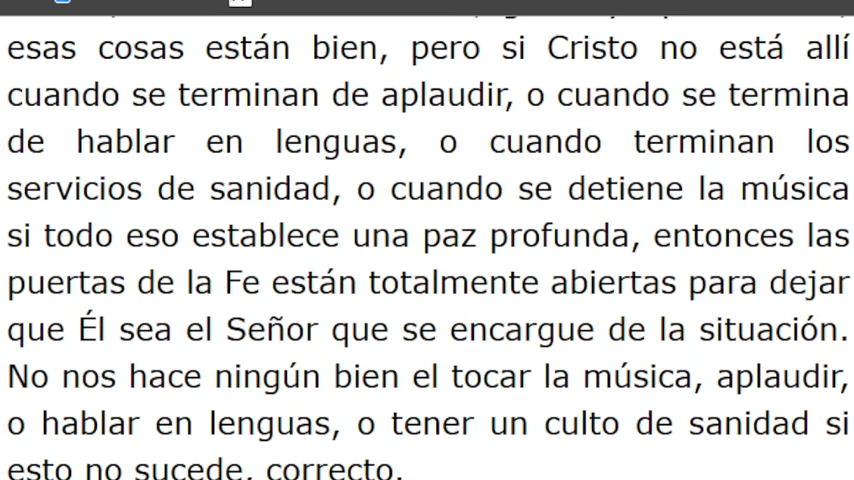 esas cosas están bien, pero si Cristo no está allí
cuando se terminan de aplaudir, o cuando se termina
de hablar en lenguas, o cuando terminan los
servicios de sanidad, o cuando se detiene la música
si todo eso establece una paz profunda, entonces las
puertas de la Fe están totalmente abiertas para dejar
que Él sea el Señor que se encargue de la situación.
No nos hace ningún bien el tocar la música, aplaudir,
o hablar en lenguas, o tener un culto de sanidad si
esto no sucede, correcto.